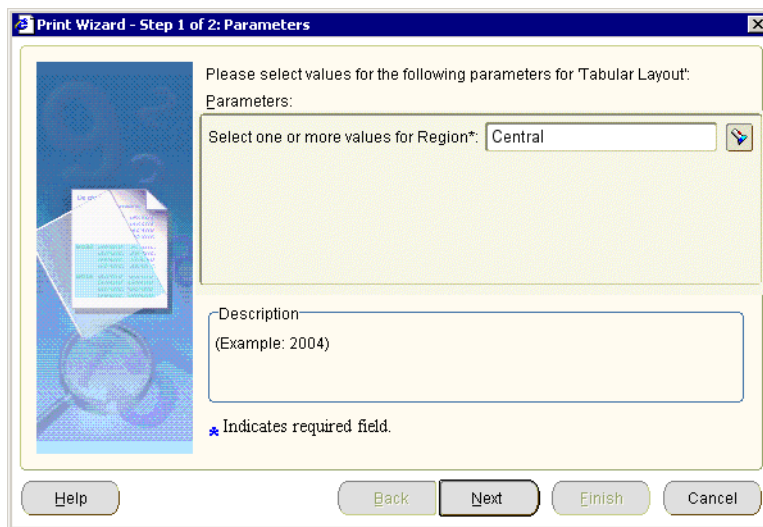 Print Wizard - Step 1 of 2: Parameters
Please select values for the following parameters for 'Tabular Layout':
Parameters:
Select one or more values for Region*: Central
Description
(Example: 2004)
* Indicates required field.
Help Back Next Finish Cancel